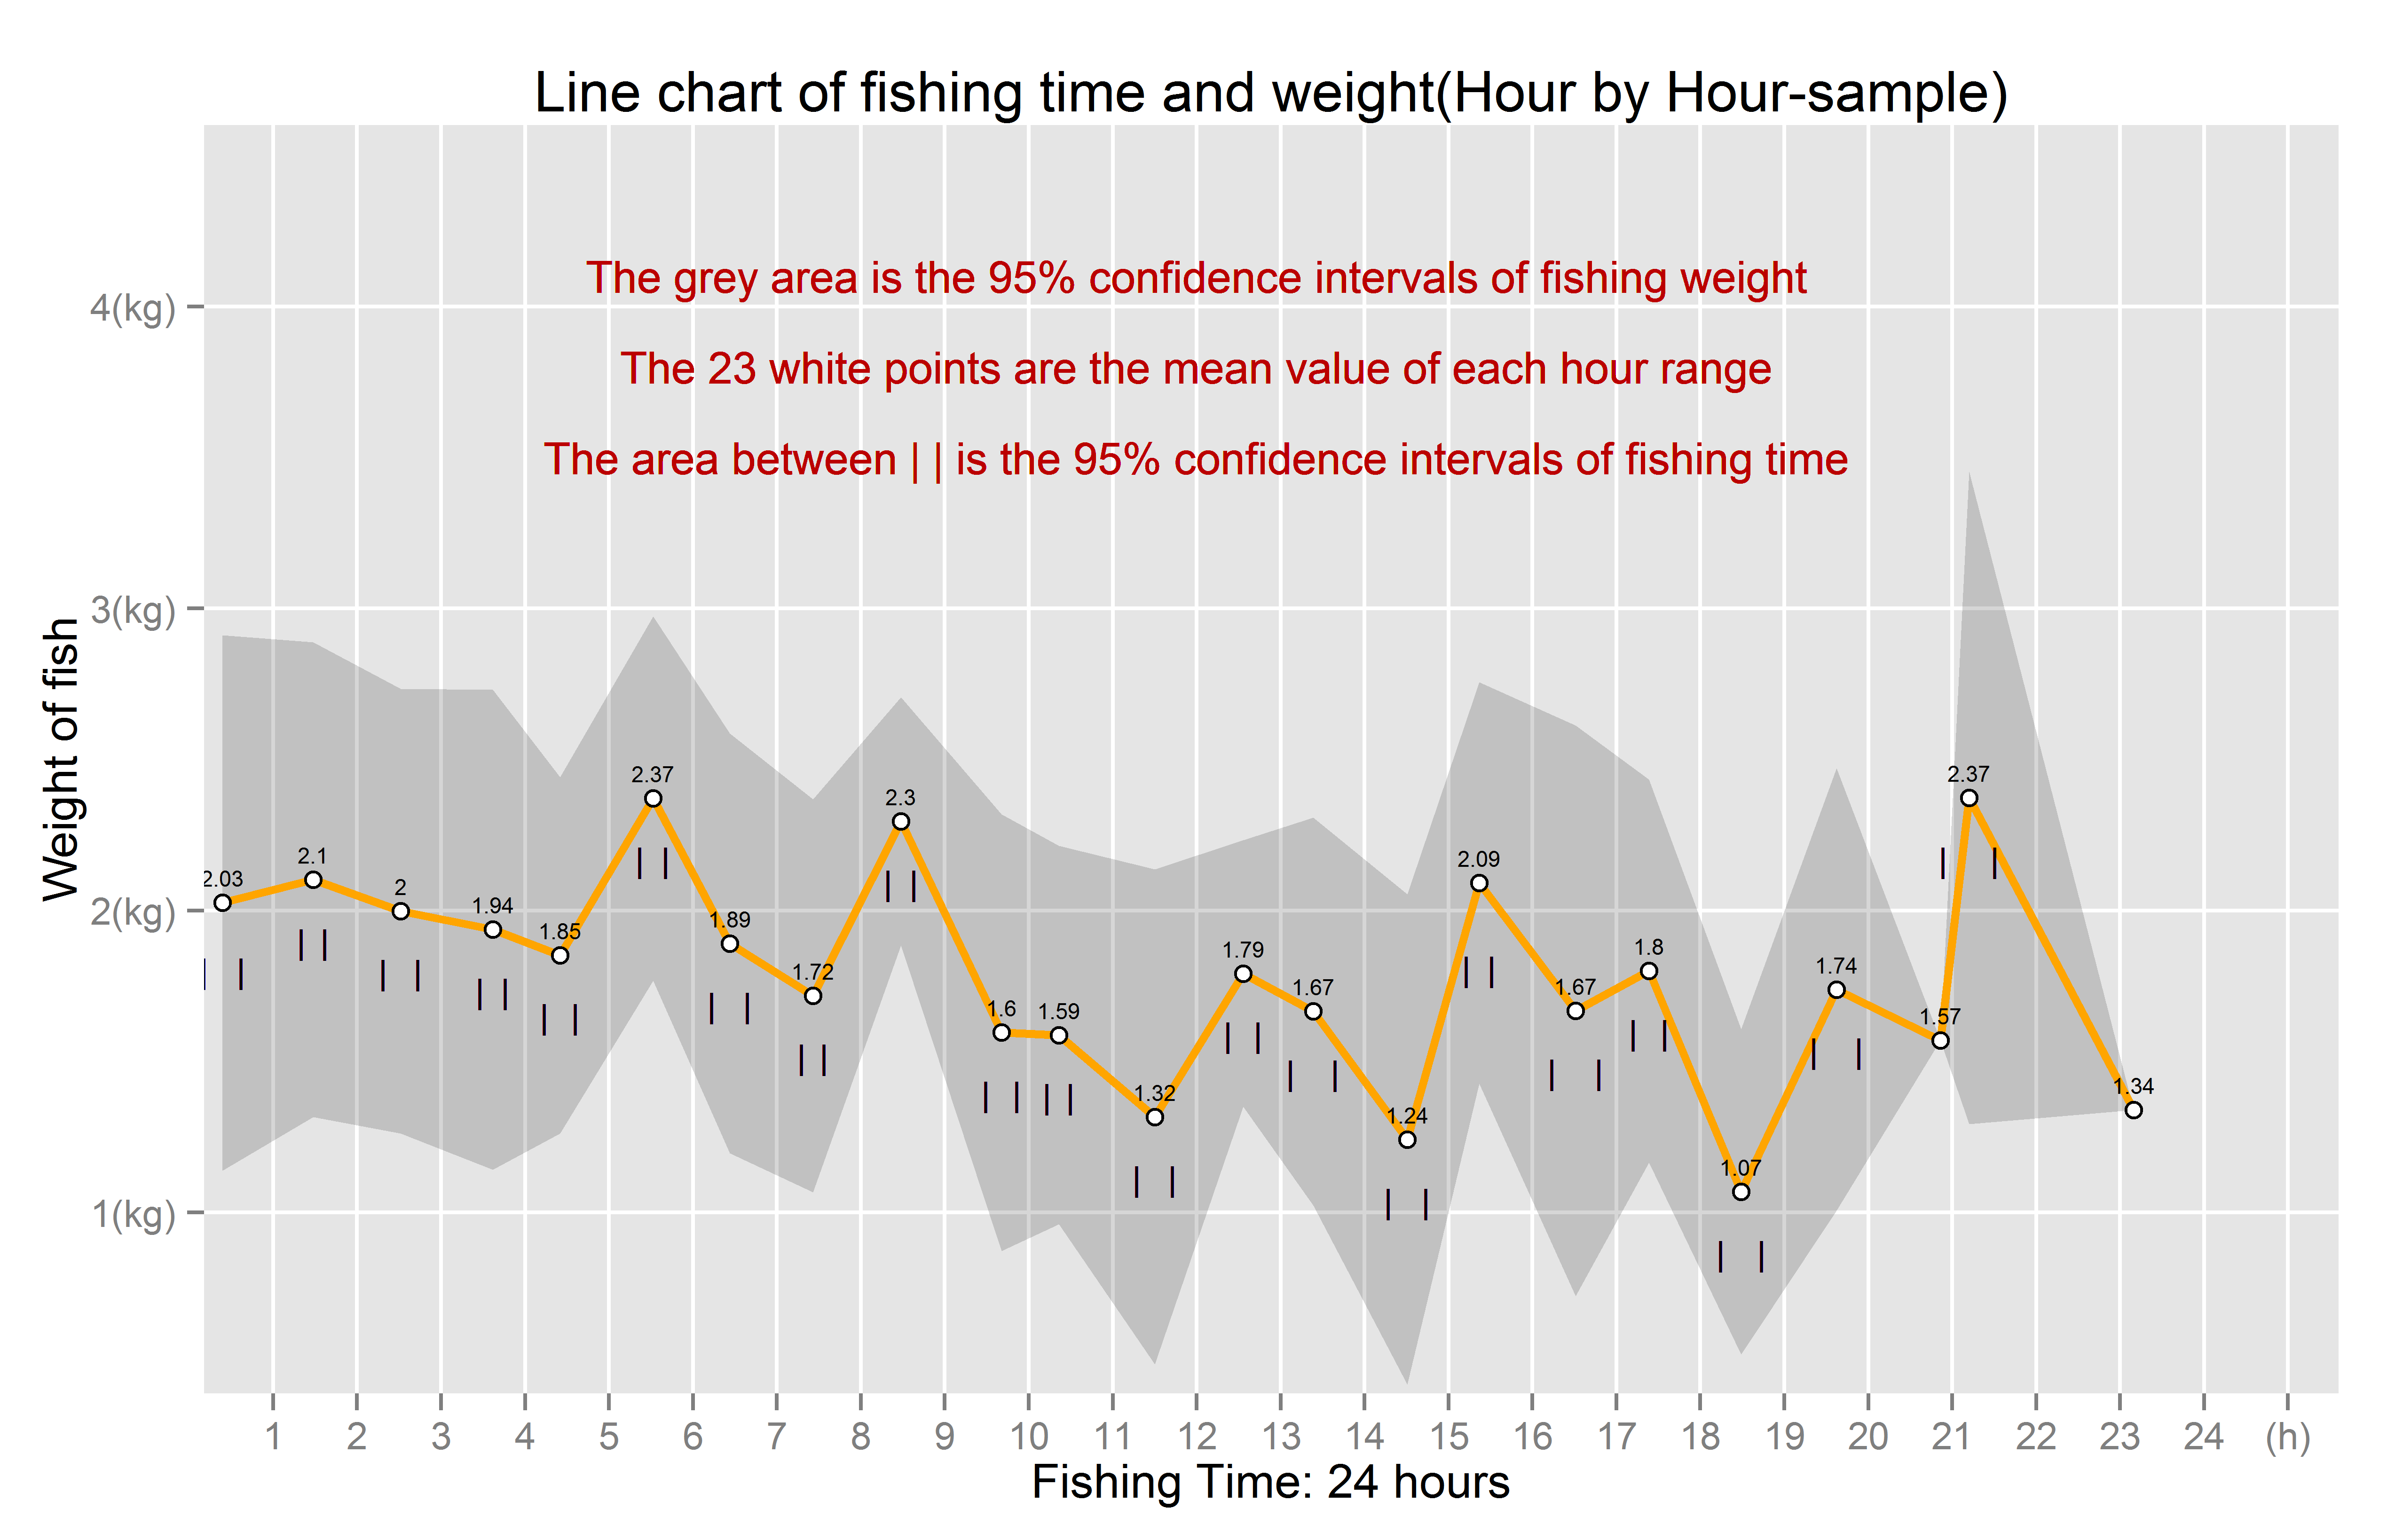 Line chart of fishing time and weight(Hour by Hour-sample)
The grey area is the 95% confidence intervals of fishing weight
4(kg)
The 23 white points are the mean value of each hour range
The area between | | is the 95% confidence intervals of fishing time
3(kg)
Weight of fish
2.03
2.1
2
1.94
1.85
2.37
1.89
1.72
2.3
1.6
1.59
1.32
1.79
1.67
1.24
2.09
1.67
1.8
1.07
1.74
1.57
2.37
1.34
2(kg)
1(kg)
1 2 3 4 5 6 7 8 9 10 11 12 13 14 15 16 17 18 19 20 21 22 23 24 (h)
Fishing Time: 24 hours